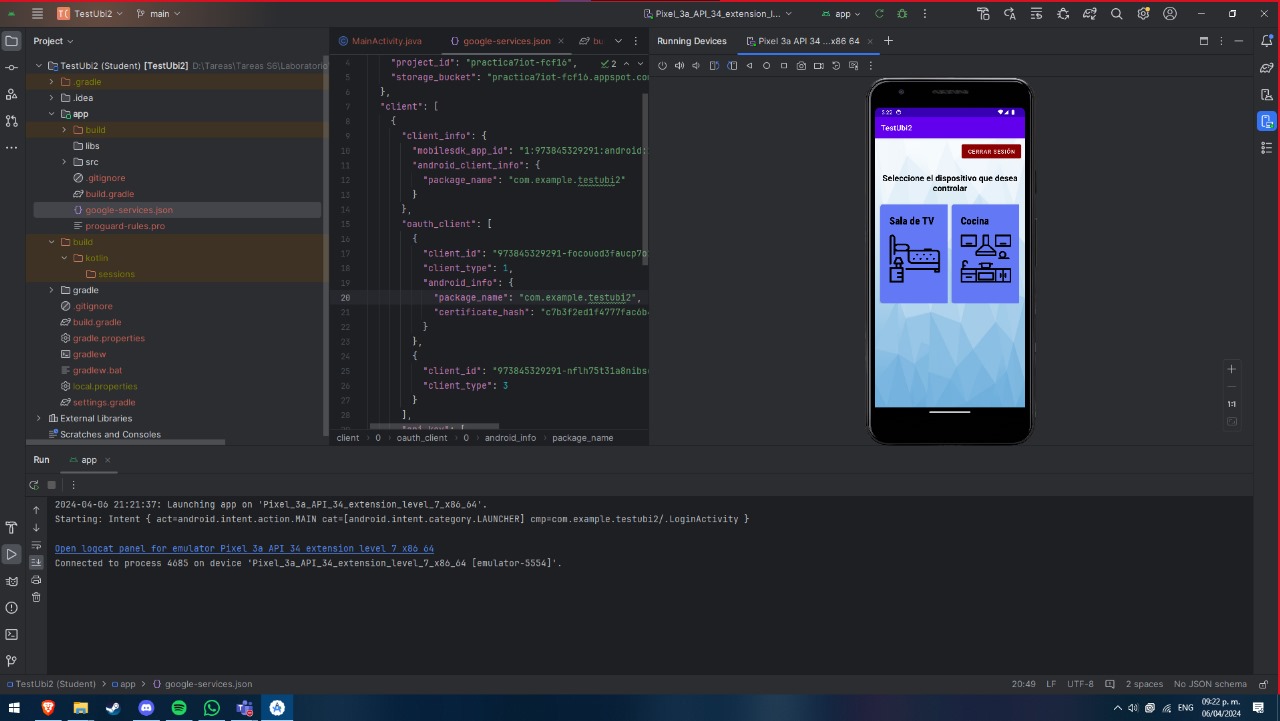 TestUbi2
main
Pixel_3a_API_34_extension_l...
app
Project
MainActivity.java
google-services.json
bu
Running Devices
Pixel 3a API 34 ...x86 64
TestUbi2 (Student) [TestUbi2] D:\Tareas\Tareas S6\Laboratorio
.gradle
.idea
app
build
libs
src
.gitignore
build.gradle
google-services.json
proguard-rules.pro
build
kotlin
sessions
gradle
.gitignore
build.gradle
gradle.properties
gradlew
gradlew.bat
local.properties
settings.gradle
External Libraries
Scratches and Consoles
4 "project_id": "practica7iot-fcf16",
2
5 "storage_bucket": "practica7iot-fcf16.appspot.co
6 },
7 "client": [
8 {
9 "client_info": {
10 "mobilesdk_app_id": "1:973845329291:android:
11 "android_client_info": {
12 "package_name": "com.example.testubi2"
13 }
14 },
15 "oauth_client": [
16 {
17 "client_id": "973845329291-focouod3faucp7o
18 "client_type": 1,
19 "android_info": {
20 "package_name": "com.example.testubi2",
21 "certificate_hash": "c7b3f2ed1f4777fac6b
22 }
23 },
24 {
25 "client_id": "973845329291-nflh75t31a8nibs
26 "client_type": 3
27 }
28 ],
client > 0 > oauth_client > 0 > android_info > package_name
TestUbi2
CERRAR SESIÓN
Seleccione el dispositivo que desea
controlar
Sala de TV
Cocina
1:1
Run
app
2024-04-06 21:21:37: Launching app on 'Pixel_3a_API_34_extension_level_7_x86_64'.
Starting: Intent { act=android.intent.action.MAIN cat=[android.intent.category.LAUNCHER] cmp=com.example.testubi2/.LoginActivity }
Open logcat panel for emulator Pixel 3a API 34 extension level 7 x86 64
Connected to process 4685 on device 'Pixel_3a_API_34_extension_level_7_x86_64 [emulator-5554]'.
TestUbi2 (Student) > app > google-services.json
20:49 LF UTF-8 2 spaces No JSON schema
ENG
09:22 p. m.
06/04/2024